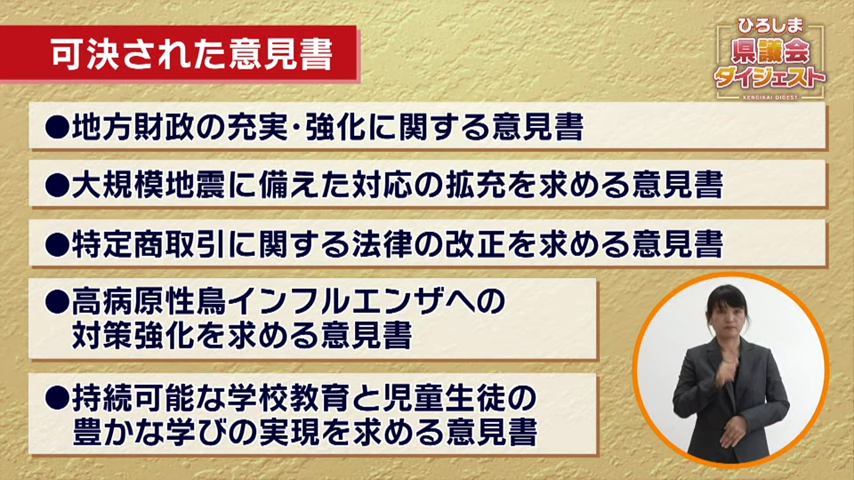 可決された意見書
ひろしま
県議会
ダイジェスト
KENGIKAI DIGEST
●地方財政の充実・強化に関する意見書
●大規模地震に備えた対応の拡充を求める意見書
●特定商取引に関する法律の改正を求める意見書
●高病原性鳥インフルエンザへの
対策強化を求める意見書
●持続可能な学校教育と児童生徒の
豊かな学びの実現を求める意見書